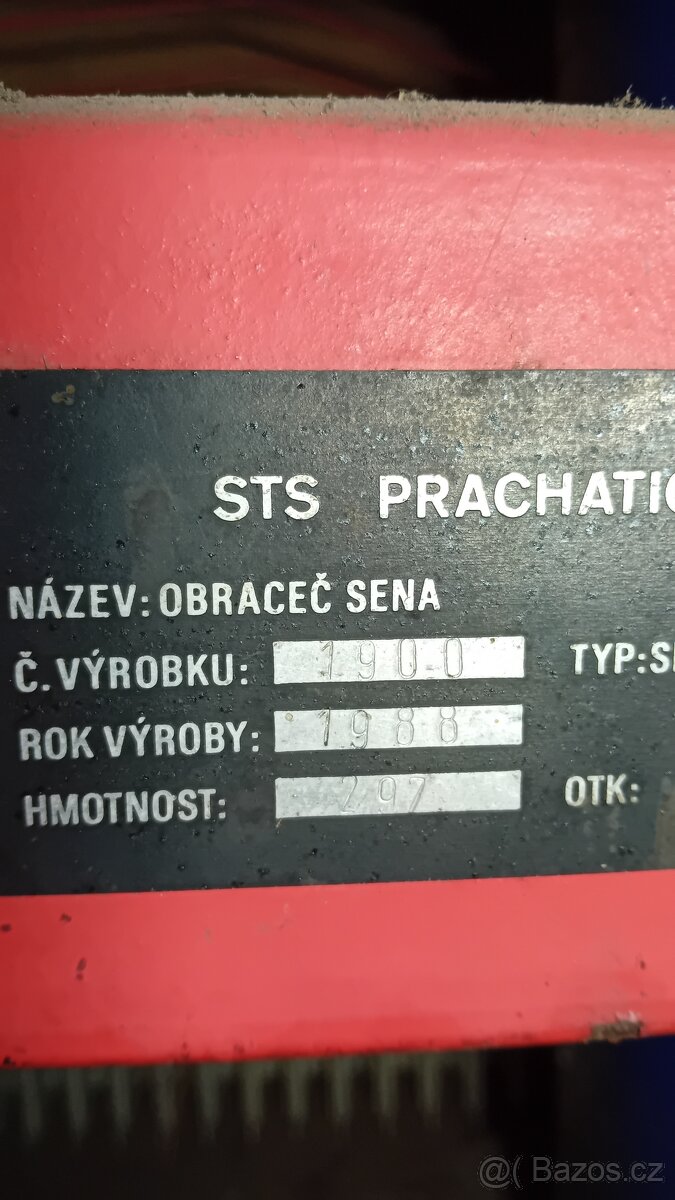 STS PRACHATIC
NÁZEV: OBRACEČ SENA
Č. VÝROBKU: 1900 TYP:S
ROK VÝROBY: 1988
HMOTNOST: 297 OTK:
@( Bazos.cz